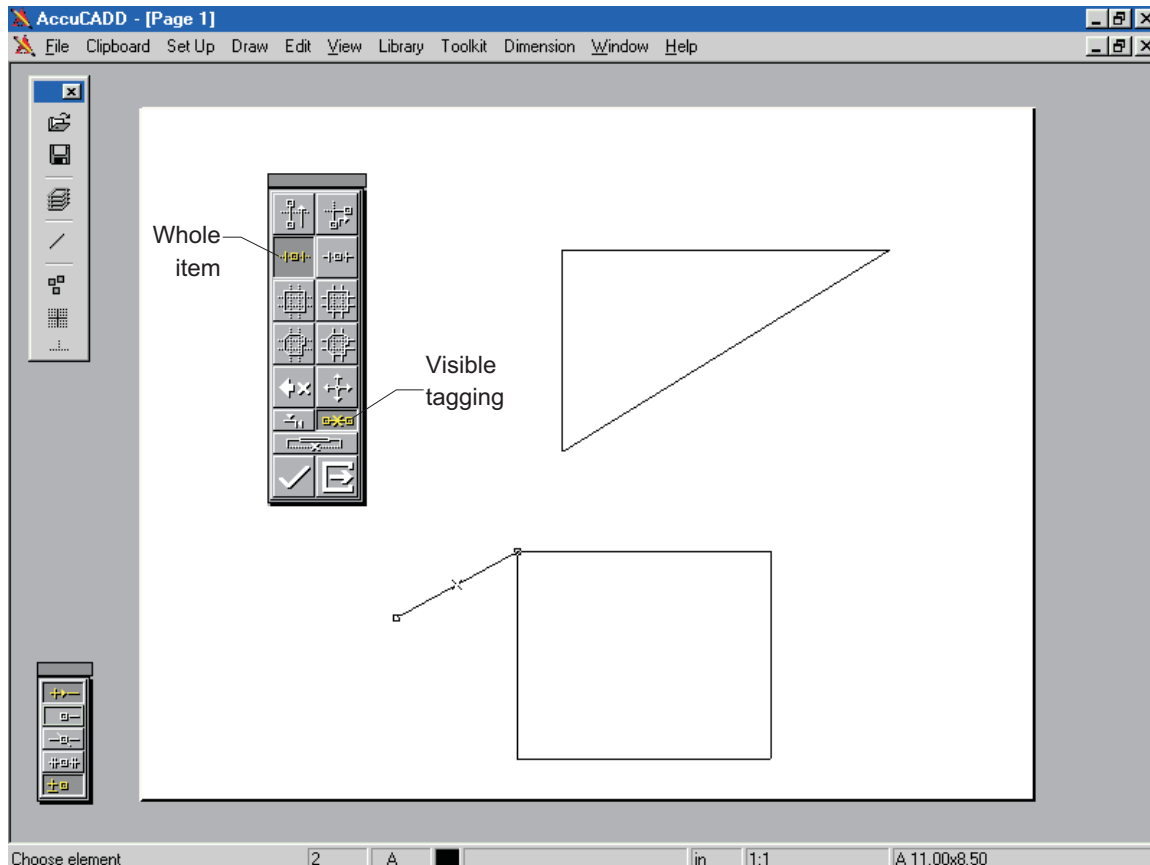 AccuCADD - [Page 1]
File Clipboard Set Up Draw Edit View Library Toolkit Dimension Window Help
Whole
item
Visible
tagging
Choose element 2 A in 1:1 A 11.00x8.50